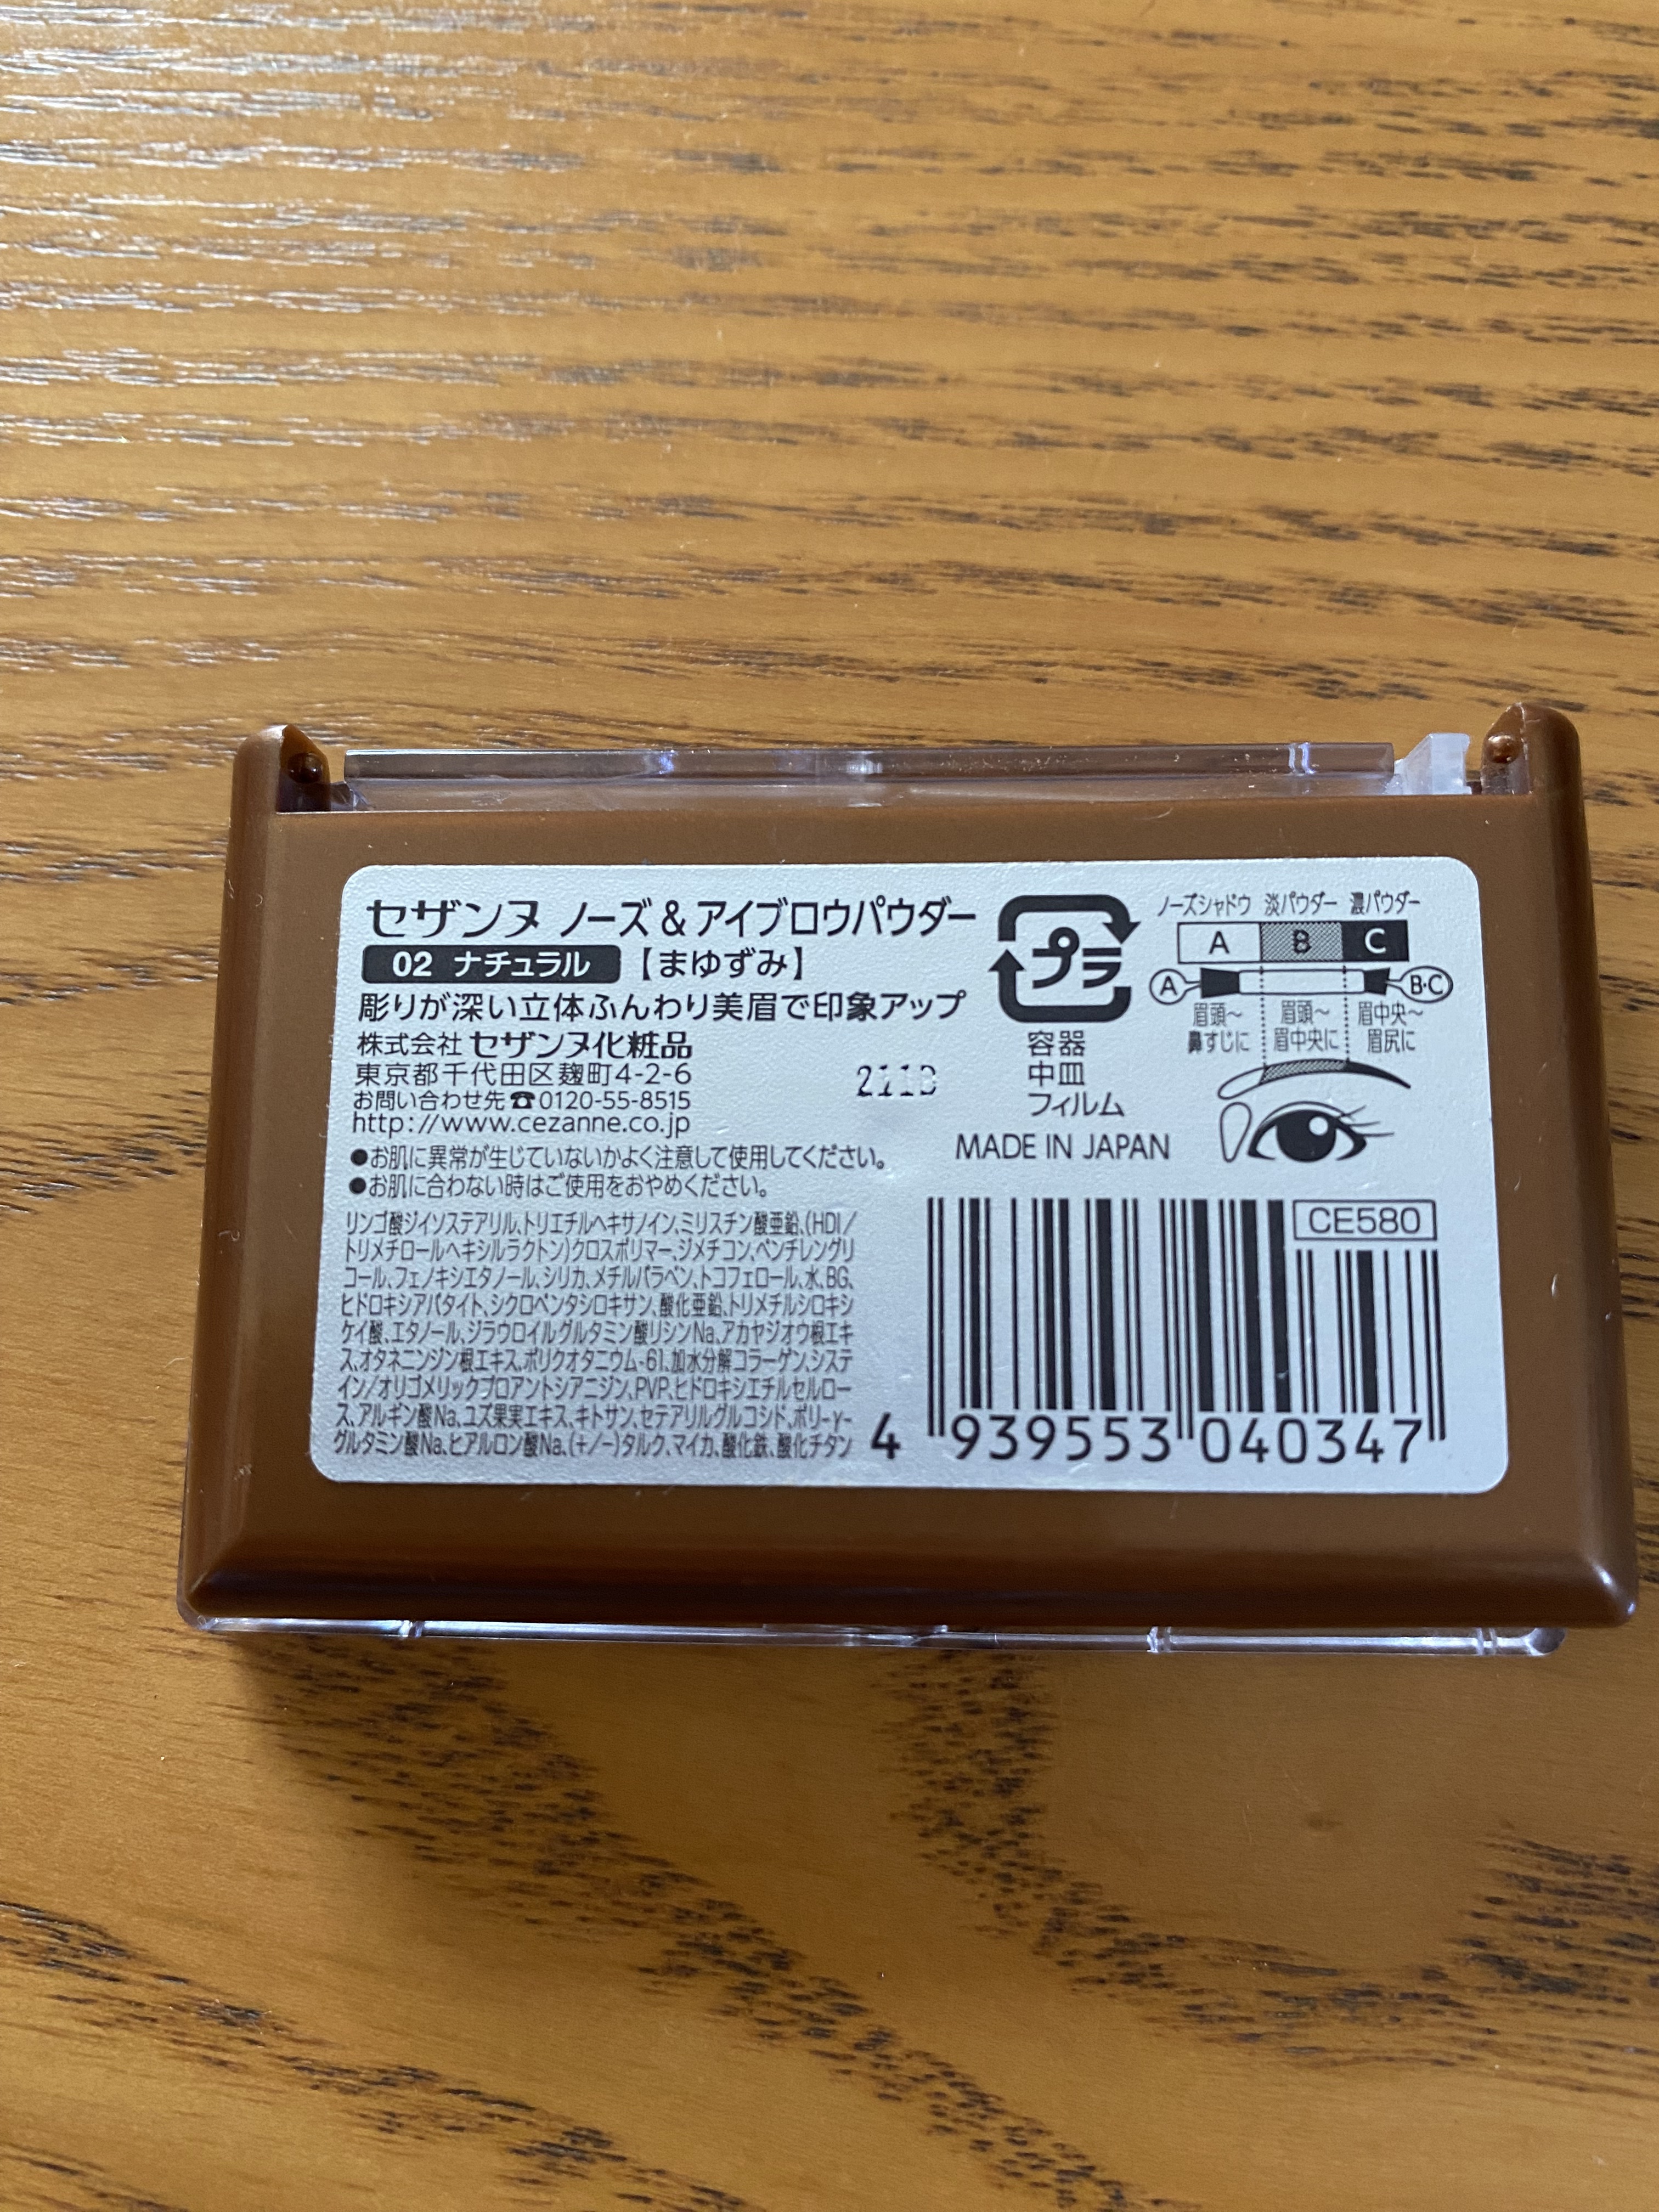 セザンヌ ノーズ&アイブロウパウダー
02 ナチュラル 【まゆずみ】
彫りが深い立体ふんわり美眉で印象アップ
株式会社 セザンヌ化粧品
東京都千代田区麹町4-2-6
お問い合わせ先☎0120-55-8515
http://www.cezanne.co.jp
●お肌に異常が生じていないかよく注意して使用してください。
●お肌に合わない時はご使用をおやめください。
リンゴ酸ジイソステアリル、トリエチルヘキサノイン、ミリスチン酸亜鉛、(HDI/
トリメチロールヘキシルラクトン)クロスポリマー、ジメチコン、ペンチレングリ
コール、フェノキシエタノール、シリカ、メチルパラベン、トコフェロール、水、BG、
ヒドロキシアパタイト、シクロペンタシロキサン、酸化亜鉛、トリメチルシロキシ
ケイ酸、エタノール、ジラウロイルグルタミン酸リシンNa、アカヤジオウ根エキ
ス、オタネニンジン根エキス、ポリクオタニウム-61、加水分解コラーゲン、システ
イン/オリゴメリックプロアントシアニジン、PVP、ヒドロキシエチルセルロー
ス、アルギン酸Na、ユズ果実エキス、キトサン、セテアリルグルコシド、ポリ-γ-
グルタミン酸Na、ヒアルロン酸Na、(+/-)タルク、マイカ、酸化鉄、酸化チタン
プラ
容器
中皿
フィルム
MADE IN JAPAN
ノーズシャドウ 淡パウダー 濃パウダー
A B C
A B・C
眉頭～ 眉頭～ 眉中央～
鼻すじに 眉中央に 眉尻に
CE580
4 939553 040347